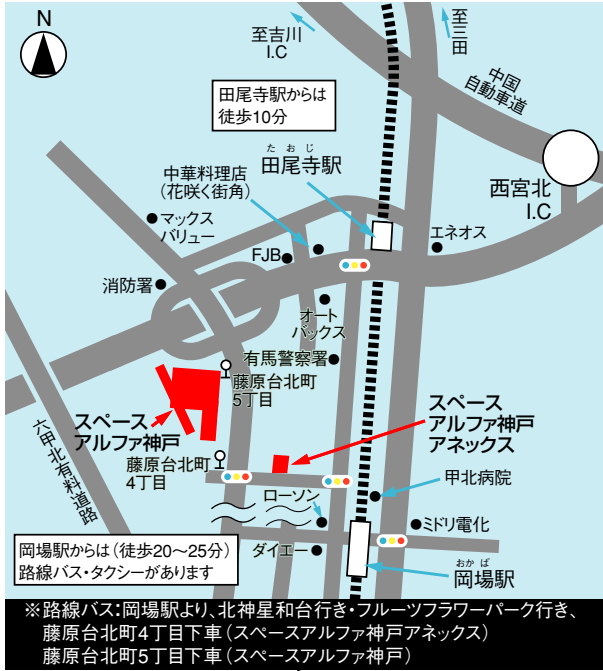 N
至吉川
I.C
至三田
中国
自動車道
田尾寺駅からは
徒歩10分
たおじ
田尾寺駅
中華料理店
(花咲く街角)
西宮北
I.C
マックス
バリュー
エネオス
FJB
消防署
オート
バックス
有馬警察署
藤原台北町
5丁目
スペース
アルファ神戸
スペース
アルファ神戸
アネックス
六甲北有料道路
藤原台北町
4丁目
甲北病院
ローソン
ミドリ電化
ダイエー
岡場駅からは(徒歩20〜25分)
路線バス・タクシーがあります
おかば
岡場駅
※路線バス:岡場駅より、北神星和台行き・フルーツフラワーパーク行き、
藤原台北町4丁目下車(スペースアルファ神戸アネックス)
藤原台北町5丁目下車(スペースアルファ神戸)